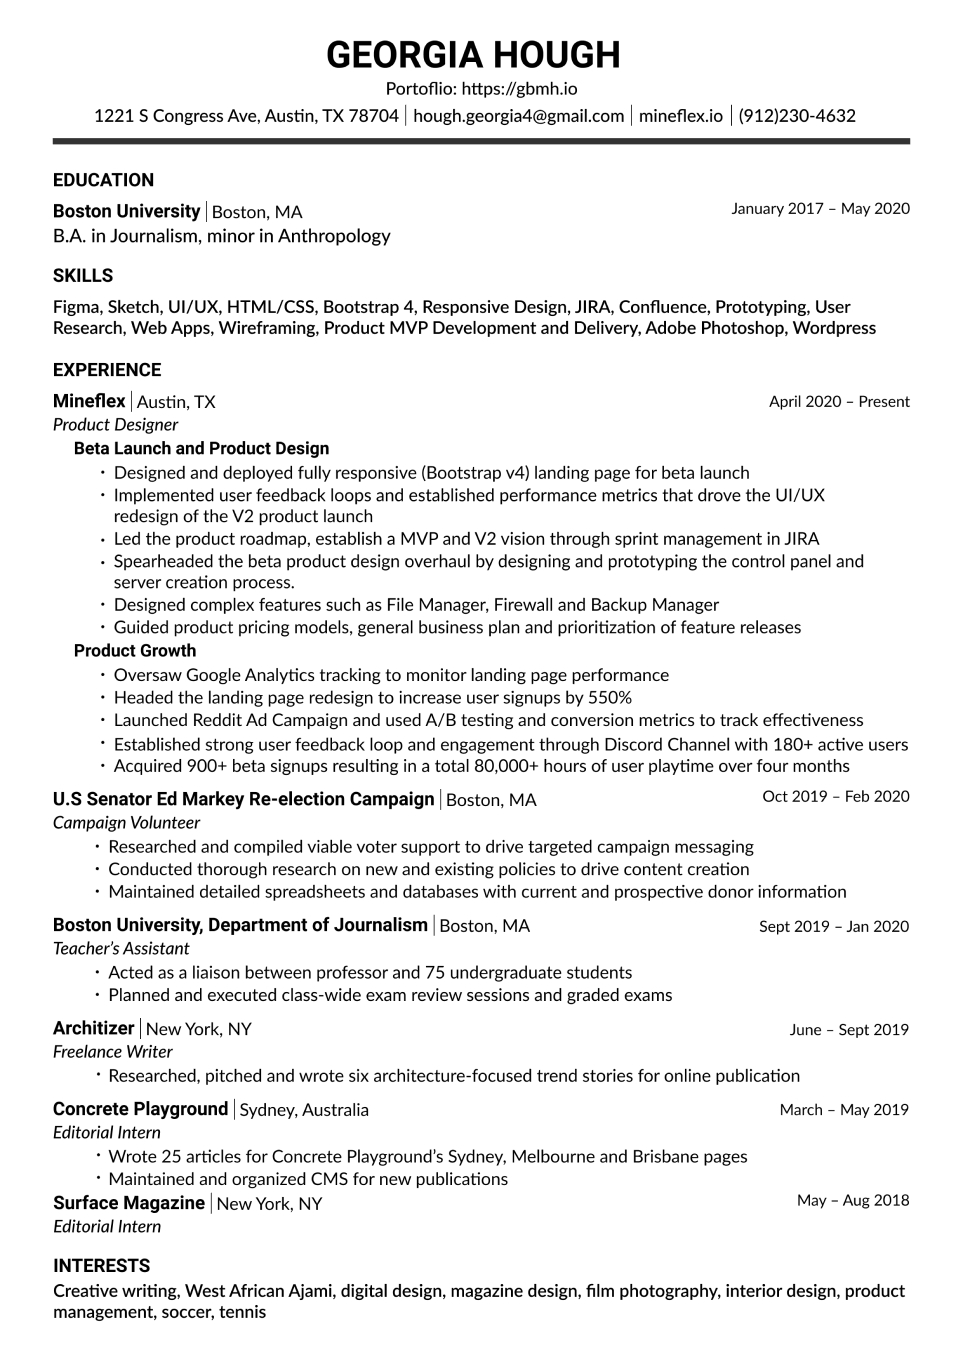 GEORGIA HOUGH
Portoflio: https://gbmh.io
1221 S Congress Ave, Austin, TX 78704 | hough.georgia4@gmail.com | mineflex.io | (912)230-4632
EDUCATION
Boston University | Boston, MA January 2017 – May 2020
B.A. in Journalism, minor in Anthropology
SKILLS
Figma, Sketch, UI/UX, HTML/CSS, Bootstrap 4, Responsive Design, JIRA, Confluence, Prototyping, User
Research, Web Apps, Wireframing, Product MVP Development and Delivery, Adobe Photoshop, Wordpress
EXPERIENCE
Mineflex | Austin, TX April 2020 – Present
Product Designer
Beta Launch and Product Design
· Designed and deployed fully responsive (Bootstrap v4) landing page for beta launch
· Implemented user feedback loops and established performance metrics that drove the UI/UX
redesign of the V2 product launch
· Led the product roadmap, establish a MVP and V2 vision through sprint management in JIRA
· Spearheaded the beta product design overhaul by designing and prototyping the control panel and
server creation process.
· Designed complex features such as File Manager, Firewall and Backup Manager
· Guided product pricing models, general business plan and prioritization of feature releases
Product Growth
· Oversaw Google Analytics tracking to monitor landing page performance
· Headed the landing page redesign to increase user signups by 550%
· Launched Reddit Ad Campaign and used A/B testing and conversion metrics to track effectiveness
· Established strong user feedback loop and engagement through Discord Channel with 180+ active users
· Acquired 900+ beta signups resulting in a total 80,000+ hours of user playtime over four months
U.S Senator Ed Markey Re-election Campaign | Boston, MA Oct 2019 – Feb 2020
Campaign Volunteer
· Researched and compiled viable voter support to drive targeted campaign messaging
· Conducted thorough research on new and existing policies to drive content creation
· Maintained detailed spreadsheets and databases with current and prospective donor information
Boston University, Department of Journalism | Boston, MA Sept 2019 – Jan 2020
Teacher's Assistant
· Acted as a liaison between professor and 75 undergraduate students
· Planned and executed class-wide exam review sessions and graded exams
Architizer | New York, NY June – Sept 2019
Freelance Writer
· Researched, pitched and wrote six architecture-focused trend stories for online publication
Concrete Playground | Sydney, Australia March – May 2019
Editorial Intern
· Wrote 25 articles for Concrete Playground's Sydney, Melbourne and Brisbane pages
· Maintained and organized CMS for new publications
Surface Magazine | New York, NY May – Aug 2018
Editorial Intern
INTERESTS
Creative writing, West African Ajami, digital design, magazine design, film photography, interior design, product
management, soccer, tennis